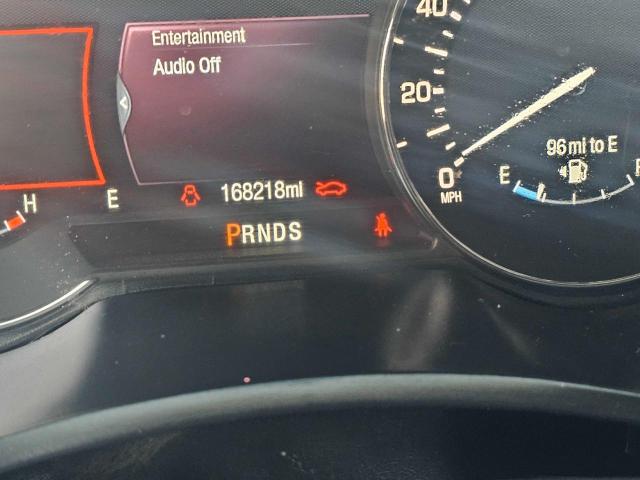 Entertainment
Audio Off
40
20
0
MPH
96 mi to E
E
F
H
E
168218mi
PRNDS